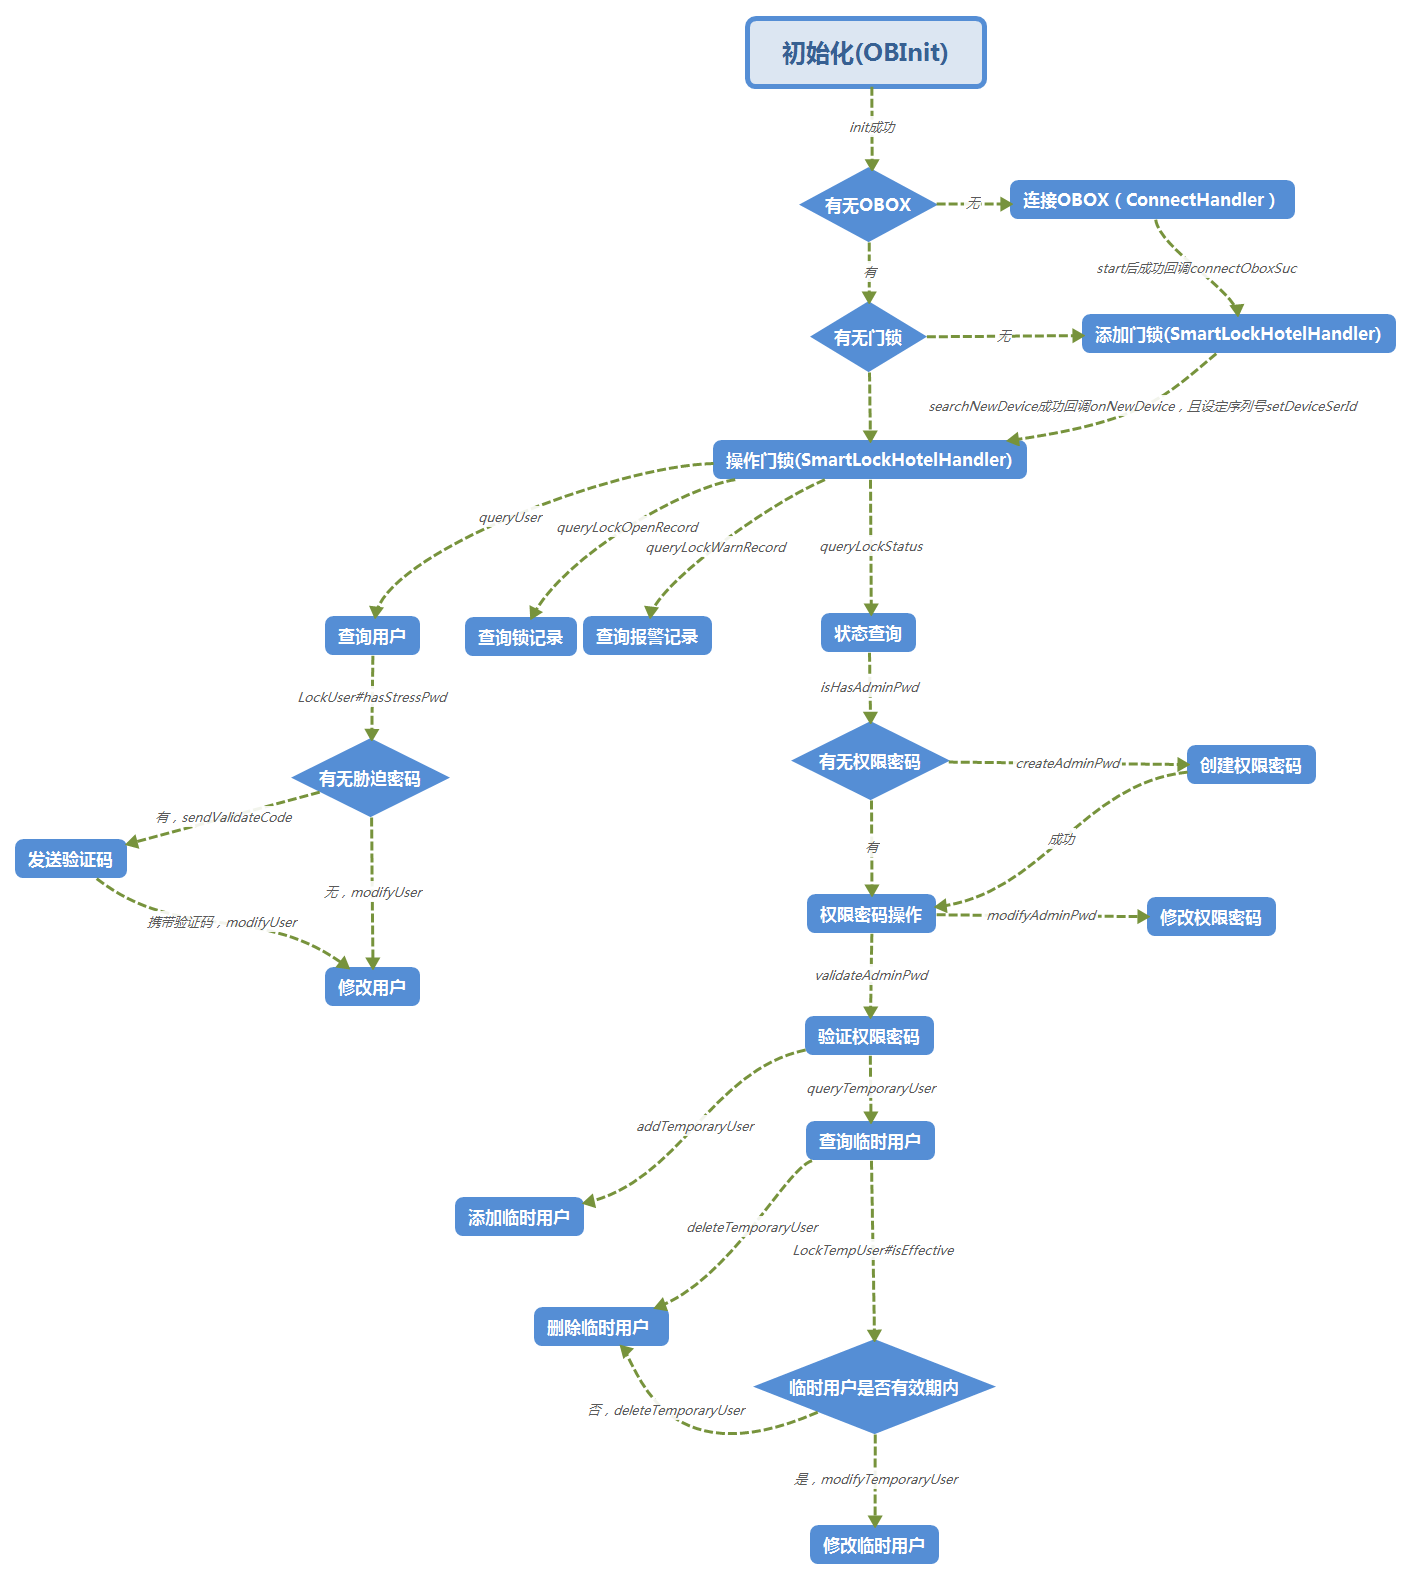 初始化(OBInit)
init成功
有无OBOX
无
连接OBOX（ConnectHandler）
有
start后成功回调connectOboxSuc
有无门锁
无
添加门锁(SmartLockHotelHandler)
searchNewDevice成功回调onNewDevice，且设定序列号setDeviceSerId
操作门锁(SmartLockHotelHandler)
queryUser
queryLockOpenRecord
queryLockWarnRecord
queryLockStatus
查询用户
查询锁记录
查询报警记录
状态查询
LockUser#hasStressPwd
isHasAdminPwd
有无胁迫密码
有无权限密码
createAdminPwd
创建权限密码
有，sendValidateCode
成功
发送验证码
有
无，modifyUser
权限密码操作
modifyAdminPwd
修改权限密码
携带验证码，modifyUser
validateAdminPwd
修改用户
验证权限密码
queryTemporaryUser
addTemporaryUser
查询临时用户
添加临时用户
deleteTemporaryUser
LockTempUser#isEffective
删除临时用户
临时用户是否有效期内
否，deleteTemporaryUser
是，modifyTemporaryUser
修改临时用户